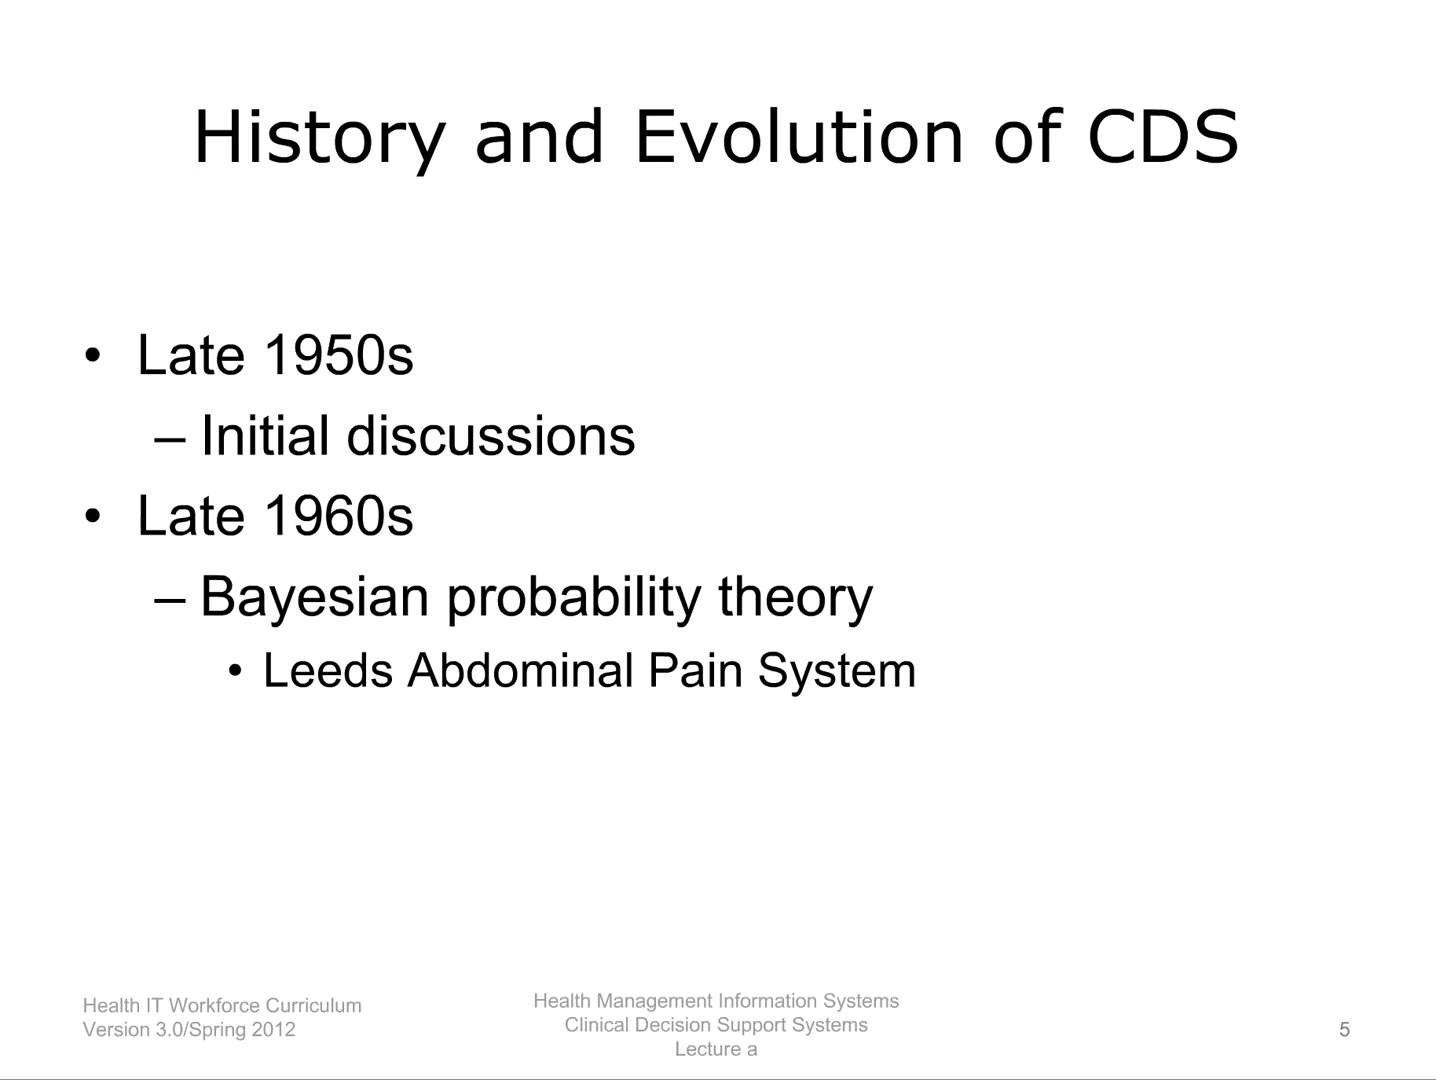 History and Evolution of CDS
• Late 1950s
– Initial discussions
• Late 1960s
– Bayesian probability theory
• Leeds Abdominal Pain System
Health IT Workforce Curriculum
Version 3.0/Spring 2012
Health Management Information Systems
Clinical Decision Support Systems
Lecture a
5